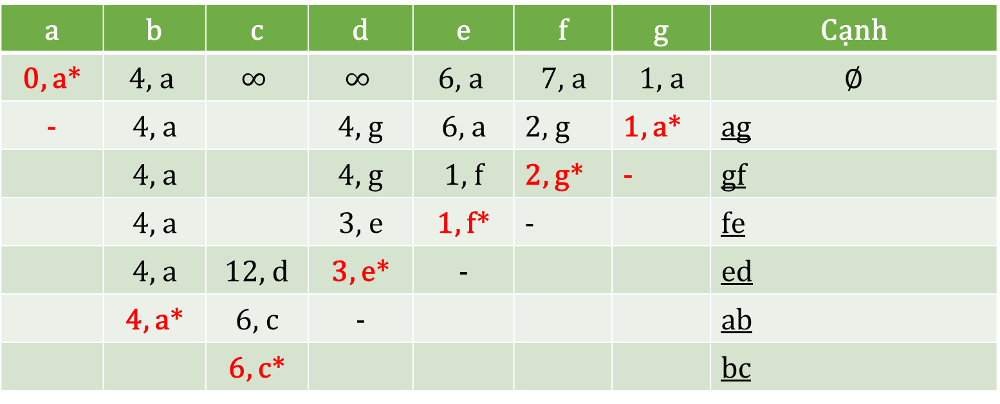 a b c d e f g Cạnh
0, a* 4, a ∞ ∞ 6, a 7, a 1, a ∅
- 4, a 4, g 6, a 2, g 1, a* ag
4, a 4, g 1, f 2, g* - gf
4, a 3, e 1, f* - fe
4, a 12, d 3, e* - ed
4, a* 6, c - ab
6, c* bc